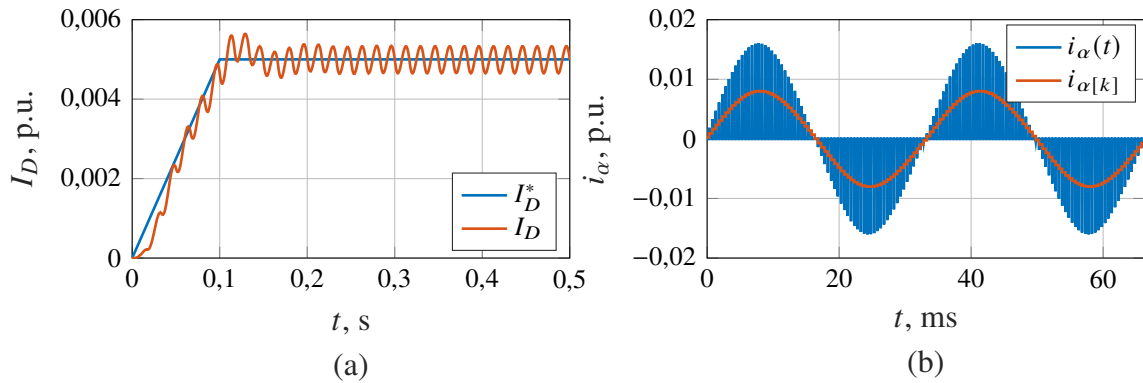 0,006
0,004
0,002
0
I_D, p.u.
I_D^*
I_D
0
0,1
0,2
0,3
0,4
0,5
t, s
(a)
0,02
0,01
0
−0,01
−0,02
i_α, p.u.
i_α(t)
i_α[k]
0
20
40
60
t, ms
(b)